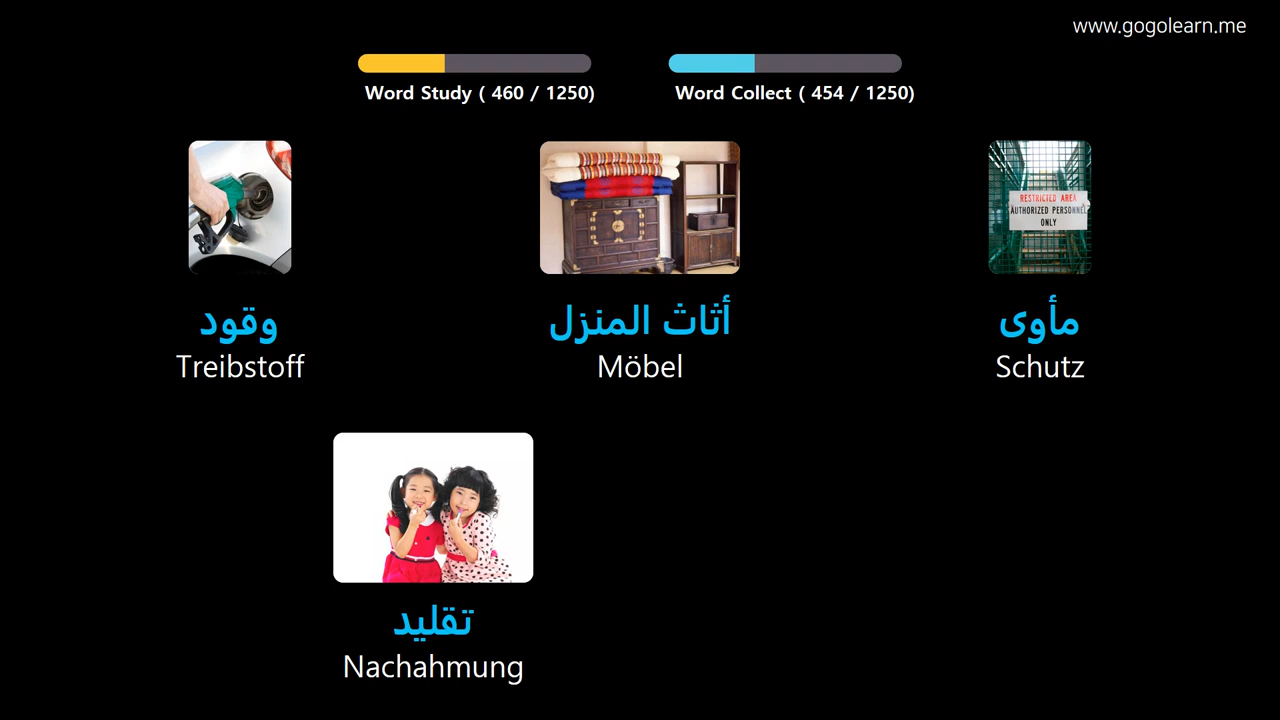 www.gogolearn.me
Word Study ( 460 / 1250)
Word Collect ( 454 / 1250)
RESTRICTED AREA
AUTHORIZED PERSONNEL
ONLY
وقود
Treibstoff
أثاث المنزل
Möbel
مأوى
Schutz
تقليد
Nachahmung